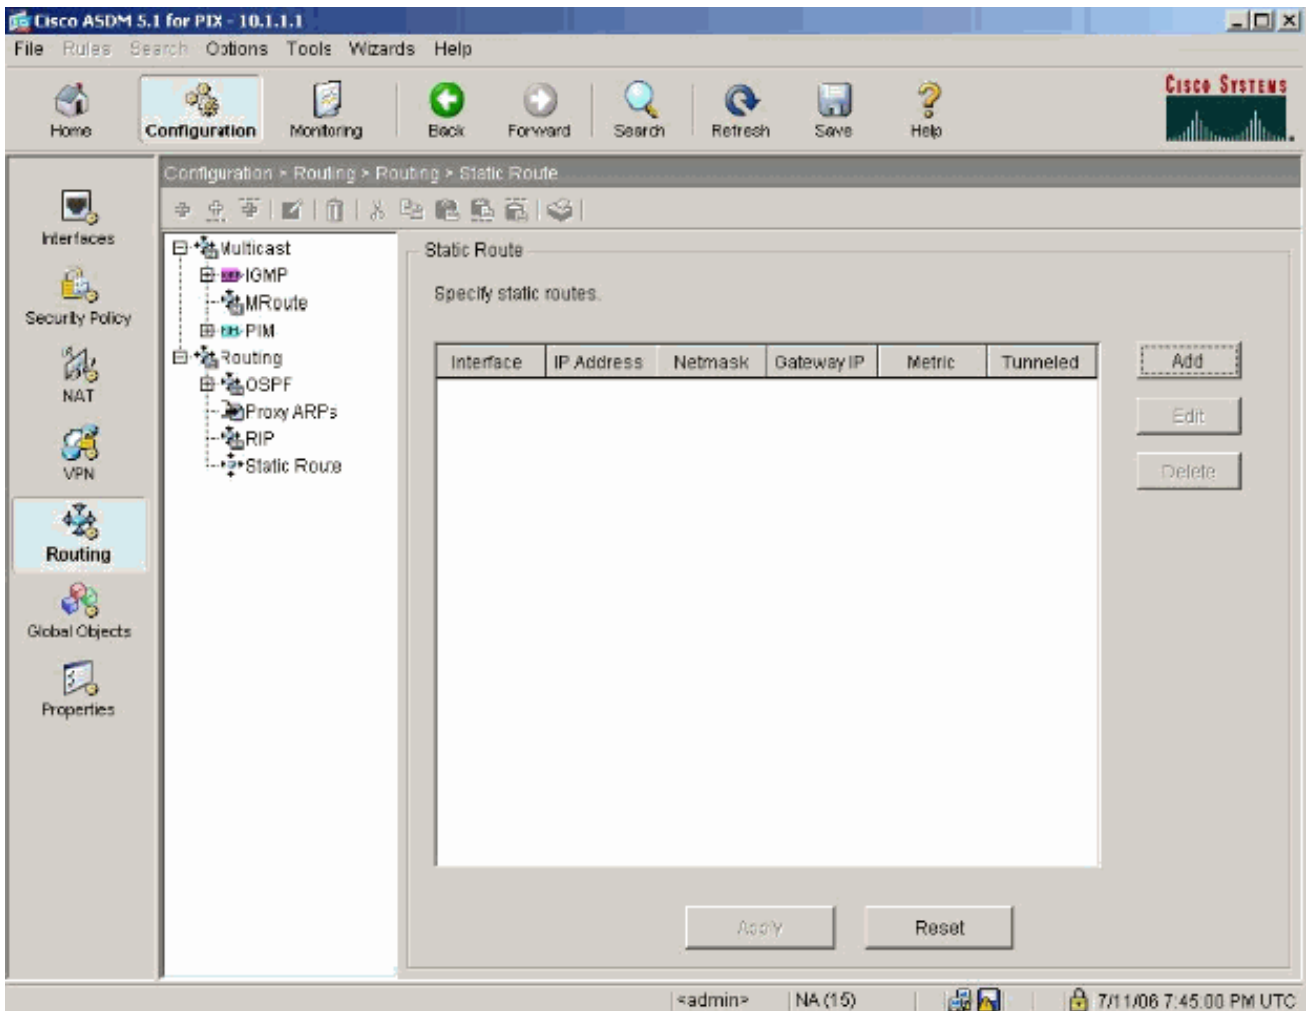 Cisco ASDM 5.1 for PIX - 10.1.1.1
File Rules Search Options Tools Wizards Help
Home Configuration Monitoring Back Forward Search Refresh Save Help
CISCO SYSTEMS
Configuration > Routing > Routing > Static Route
Interfaces
Security Policy
NAT
VPN
Routing
Global Objects
Properties
Multicast
IGMP
MRoute
PIM
Routing
OSPF
Proxy ARPs
RIP
Static Route
Static Route
Specify static routes.
Interface IP Address Netmask Gateway IP Metric Tunneled
Add
Edit
Delete
Apply Reset
<admin> NA (15) 7/11/06 7:45:00 PM UTC